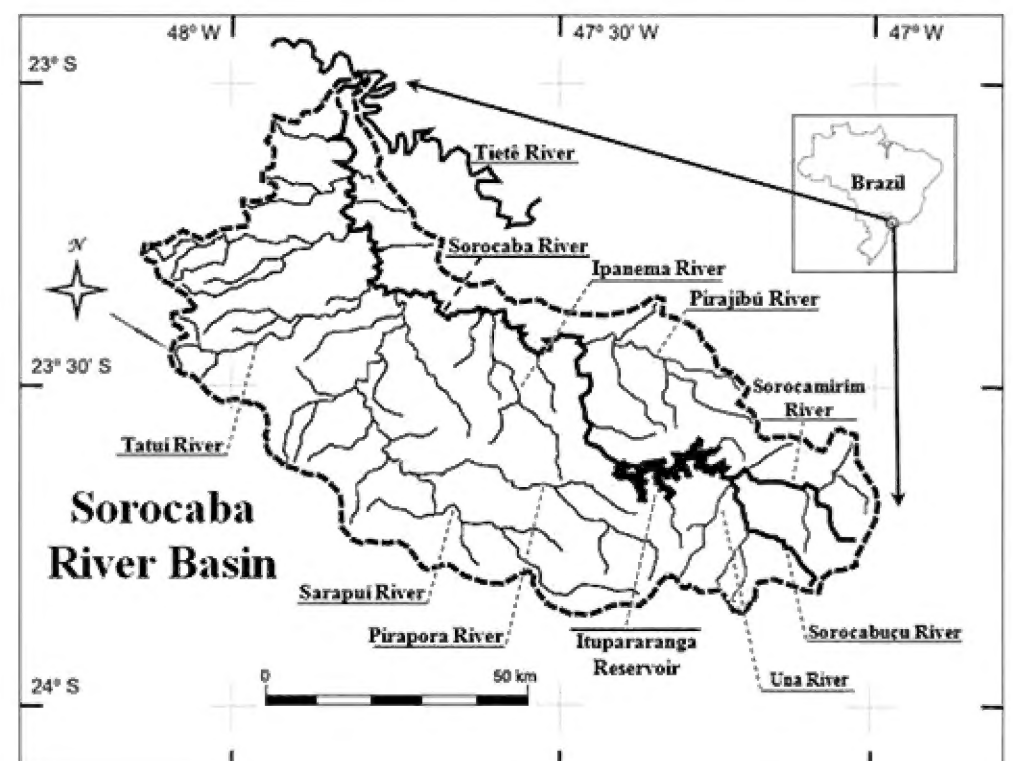 48° W
47° 30' W
47° W
23° S
Tietê River
Brazil
N
Sorocaba River
Ipanema River
Pirajibú River
23° 30' S
Sorocamirim
River
Tatuí River
Sorocaba
River Basin
Sarapuí River
Pirapora River
Itupararanga
Reservoir
Sorocabuçu River
Una River
24° S
0
50 km